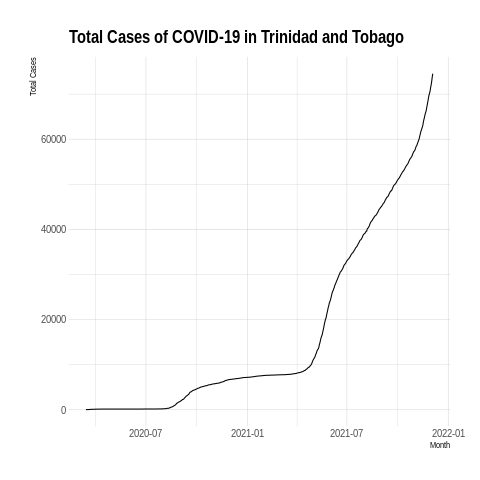 Total Cases of COVID-19 in Trinidad and Tobago
Total Cases
60000
40000
20000
0
2020-07 2021-01 2021-07 2022-01
Month